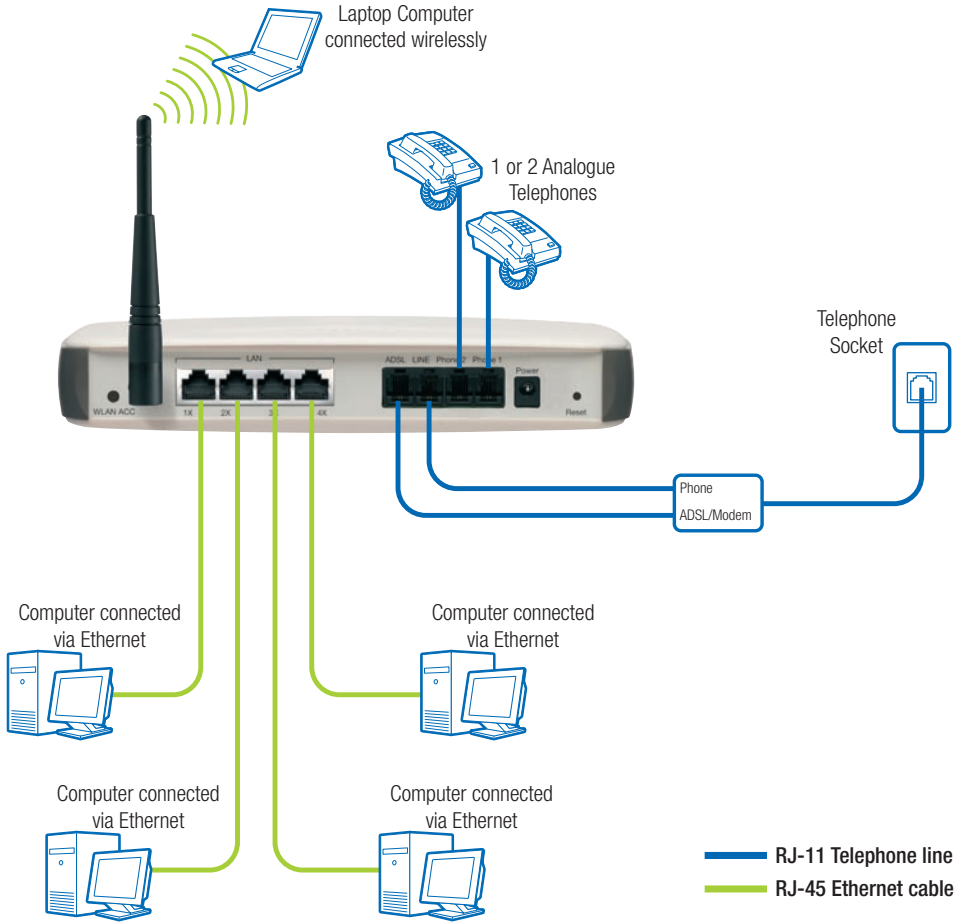 Laptop Computer
connected wirelessly
1 or 2 Analogue
Telephones
Telephone
Socket
LAN
ADSL LINE Phone 2 Phone 1
Power
WLAN ACC
1X 2X 3 4X
Reset
Phone
ADSL/Modem
Computer connected
via Ethernet
Computer connected
via Ethernet
Computer connected
via Ethernet
Computer connected
via Ethernet
RJ-11 Telephone line
RJ-45 Ethernet cable